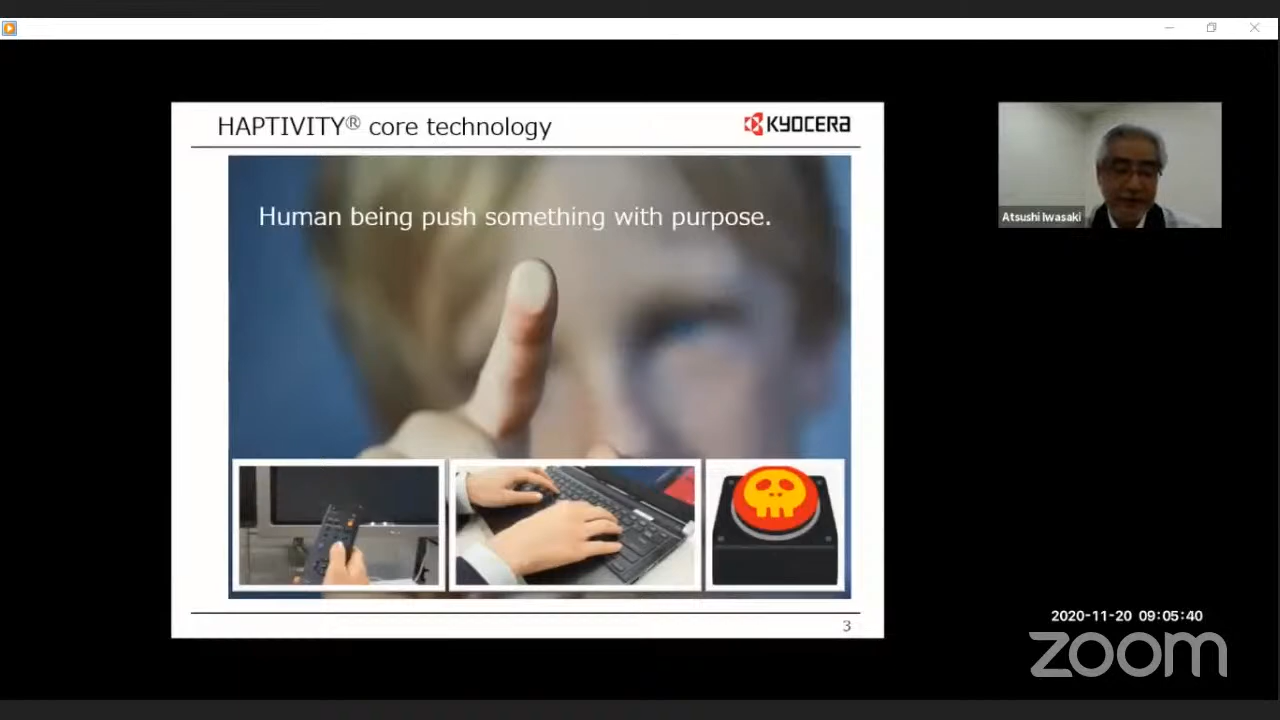 HAPTIVITY® core technology
KYOCERA
Human being push something with purpose.
Atsushi Iwasaki
3
2020-11-20 09:05:40
zoom